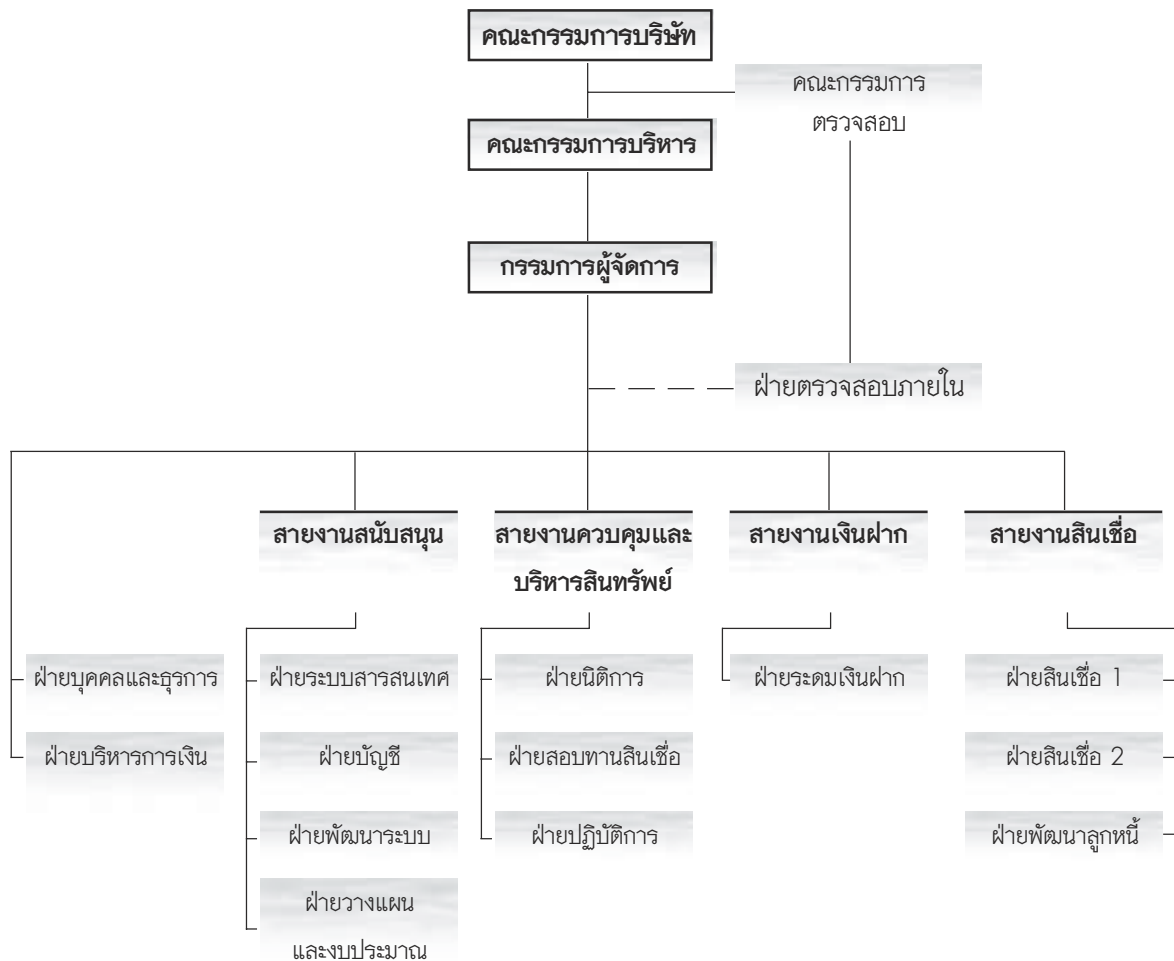 คณะกรรมการบริษัท
คณะกรรมการ
ตรวจสอบ
คณะกรรมการบริหาร
กรรมการผู้จัดการ
ฝ่ายตรวจสอบภายใน
สายงานสนับสนุน
สายงานควบคุมและ
บริหารสินทรัพย์
สายงานเงินฝาก
สายงานสินเชื่อ
ฝ่ายบุคคลและธุรการ
ฝ่ายระบบสารสนเทศ
ฝ่ายนิติการ
ฝ่ายระดมเงินฝาก
ฝ่ายสินเชื่อ 1
ฝ่ายบริหารการเงิน
ฝ่ายบัญชี
ฝ่ายสอบทานสินเชื่อ
ฝ่ายสินเชื่อ 2
ฝ่ายพัฒนาระบบ
ฝ่ายปฏิบัติการ
ฝ่ายพัฒนาลูกหนี้
ฝ่ายวางแผน
และงบประมาณ